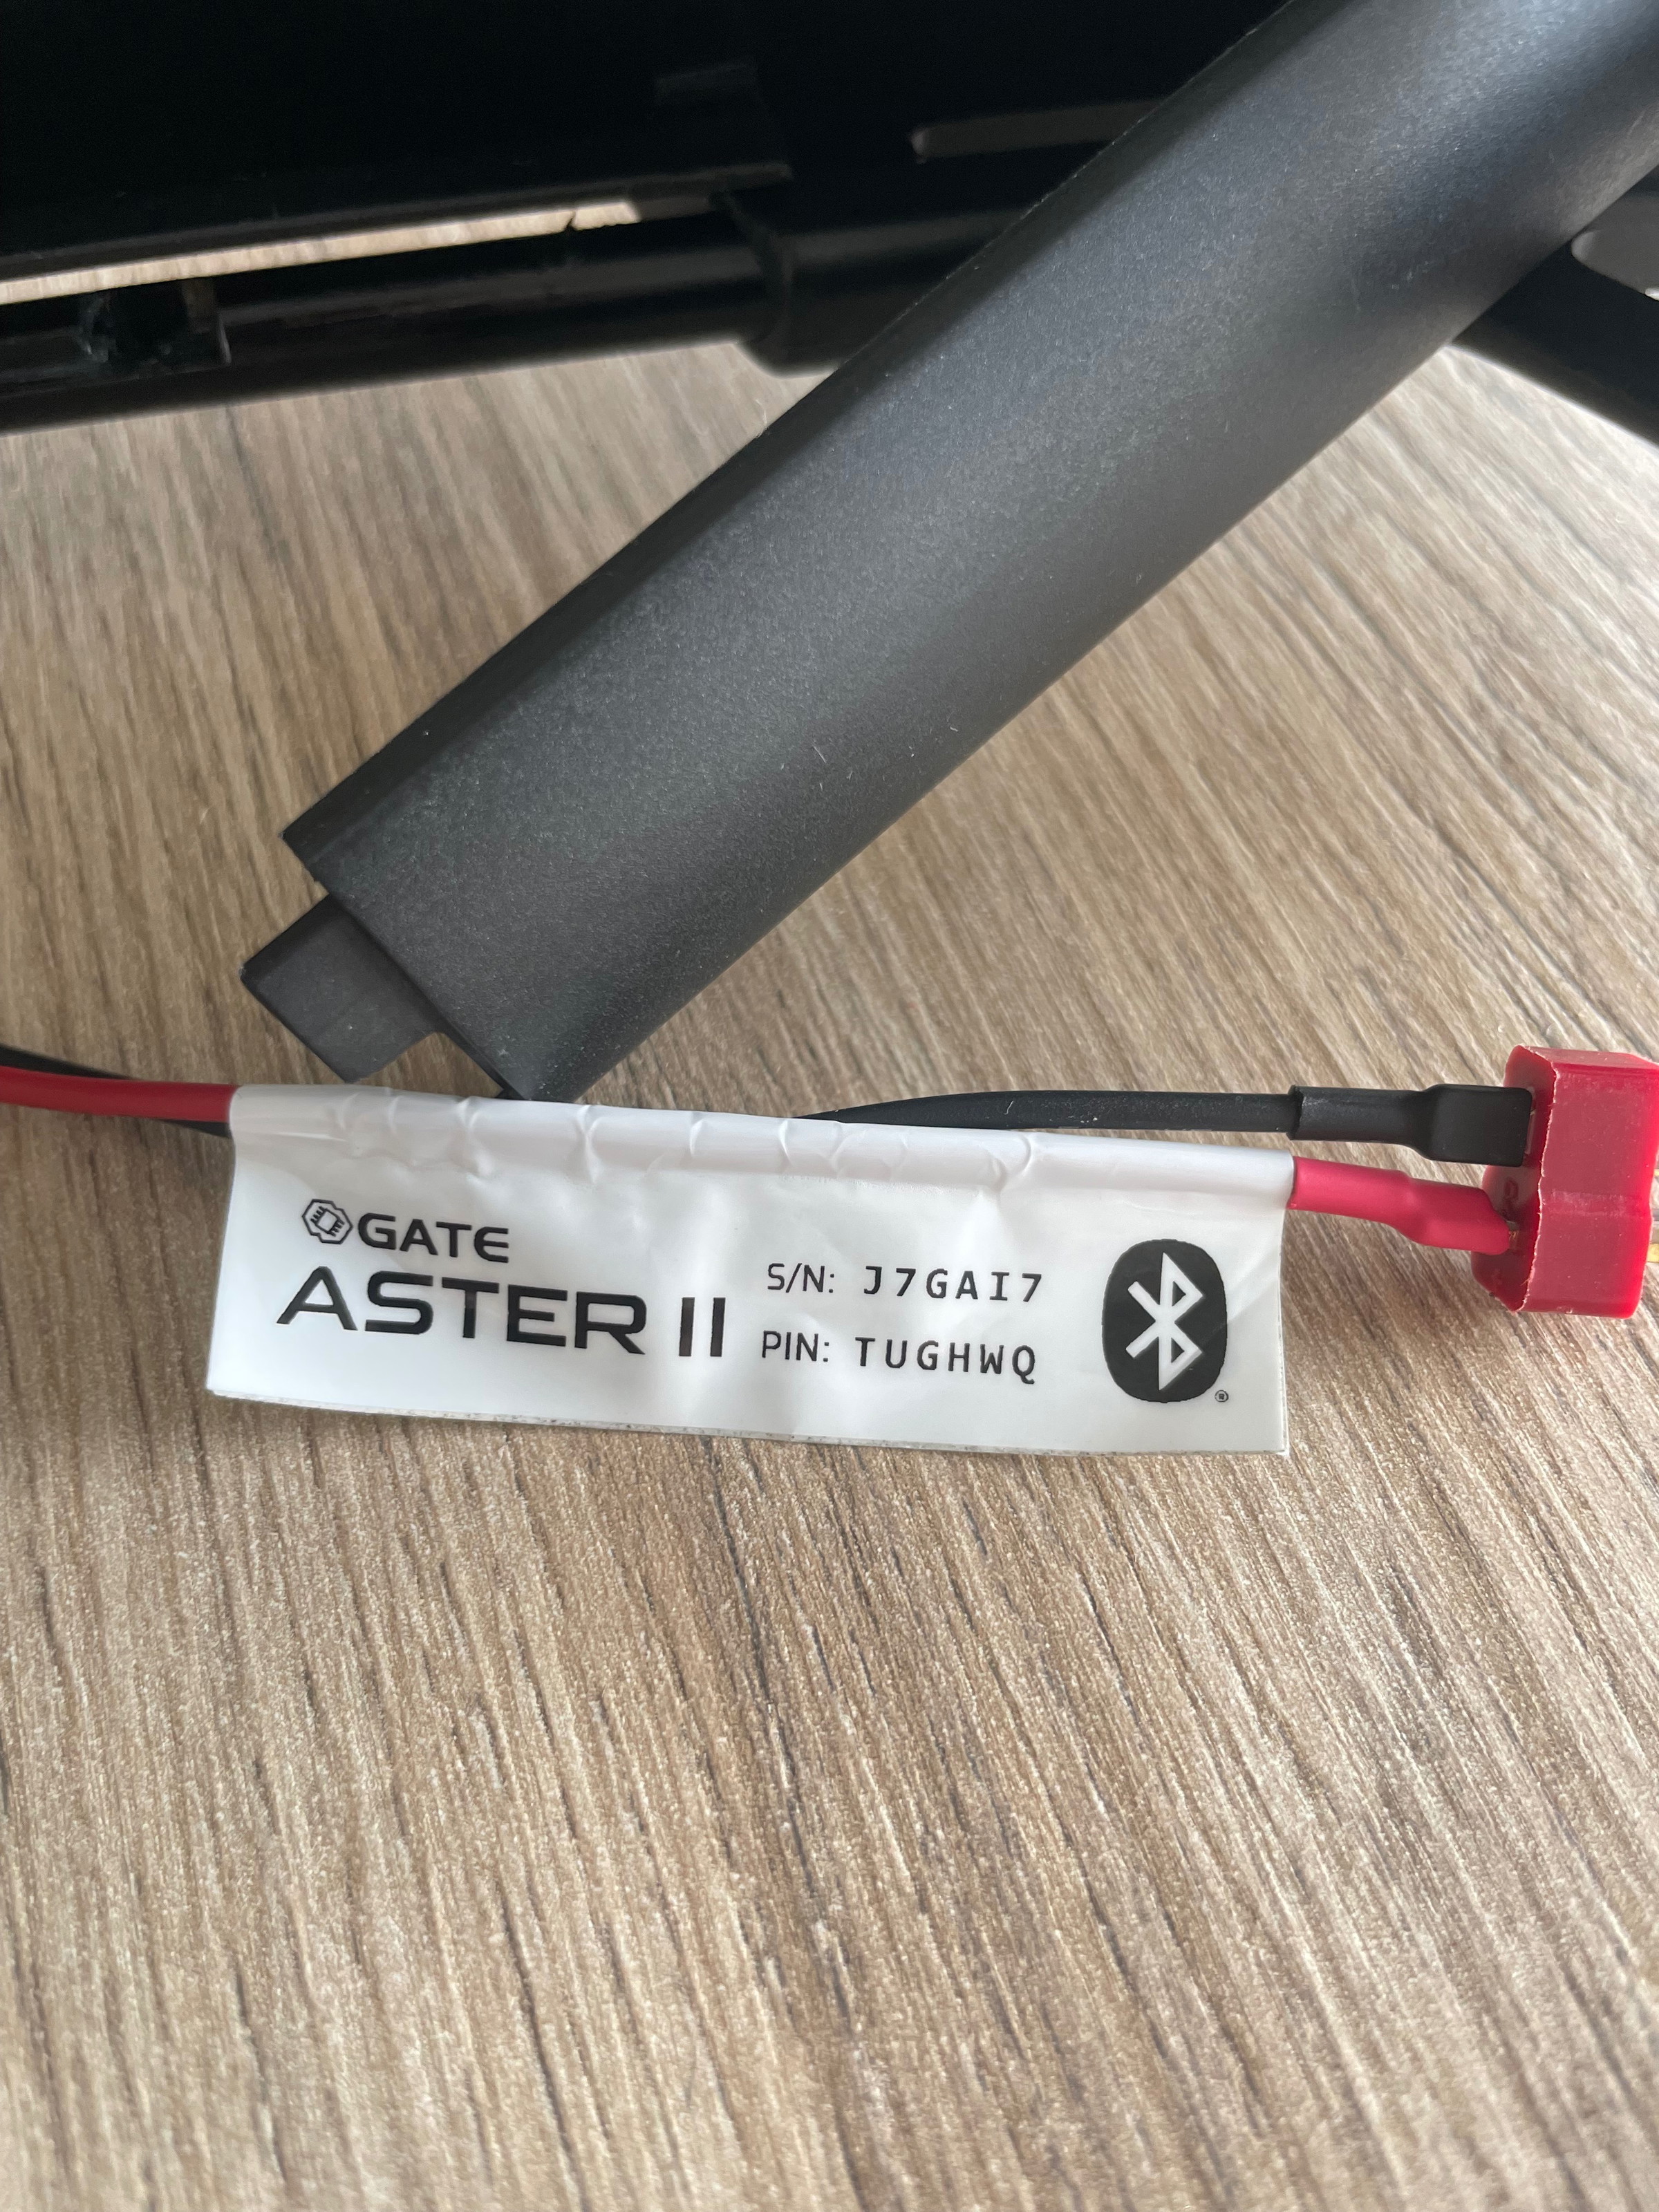 GATE
ASTER II
S/N: J7GAI7
PIN: TUGHWQ
®